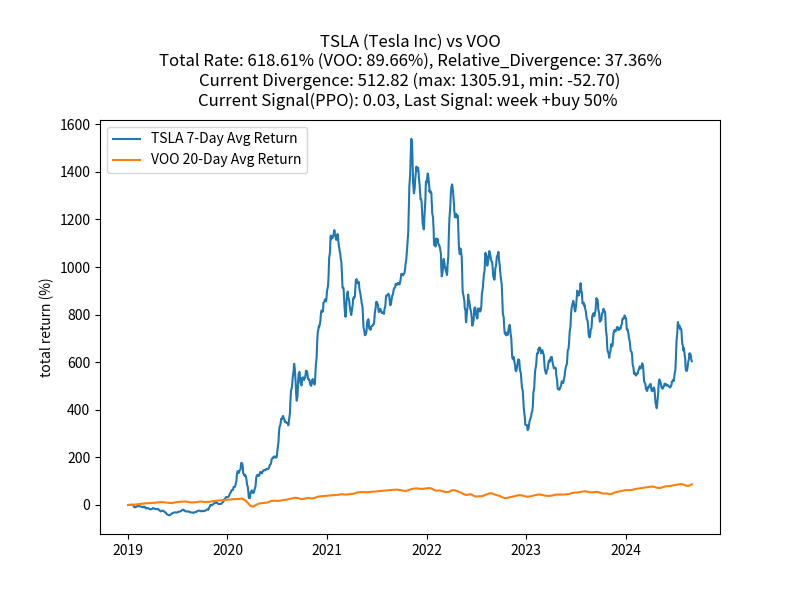 TSLA (Tesla Inc) vs VOO
Total Rate: 618.61% (VOO: 89.66%), Relative_Divergence: 37.36%
Current Divergence: 512.82 (max: 1305.91, min: -52.70)
Current Signal(PPO): 0.03, Last Signal: week +buy 50%
TSLA 7-Day Avg Return
VOO 20-Day Avg Return
total return (%)
1600
1400
1200
1000
800
600
400
200
0
2019 2020 2021 2022 2023 2024